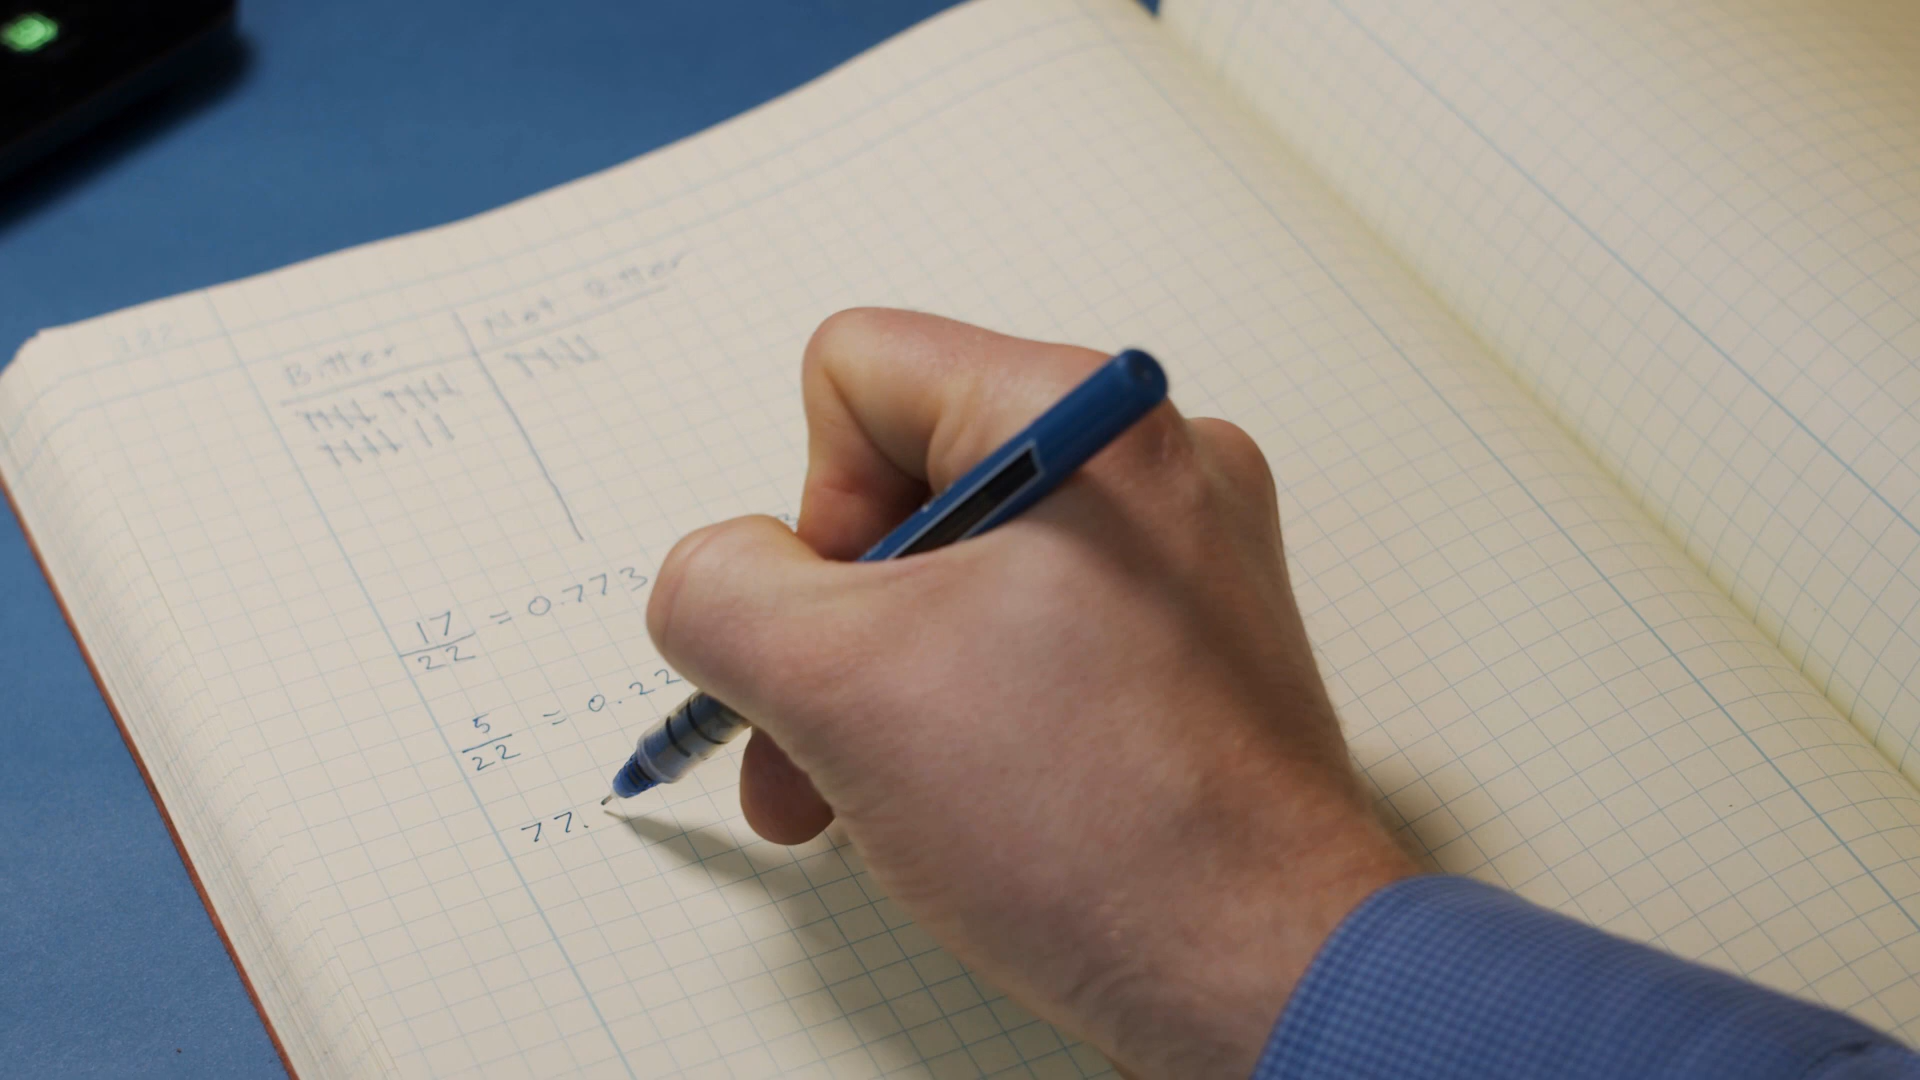 Bitter | Not Bitter
𝍸 𝍸 | 𝍸
𝍸 ||
17/22 = 0.773
5/22 = 0.22
77.